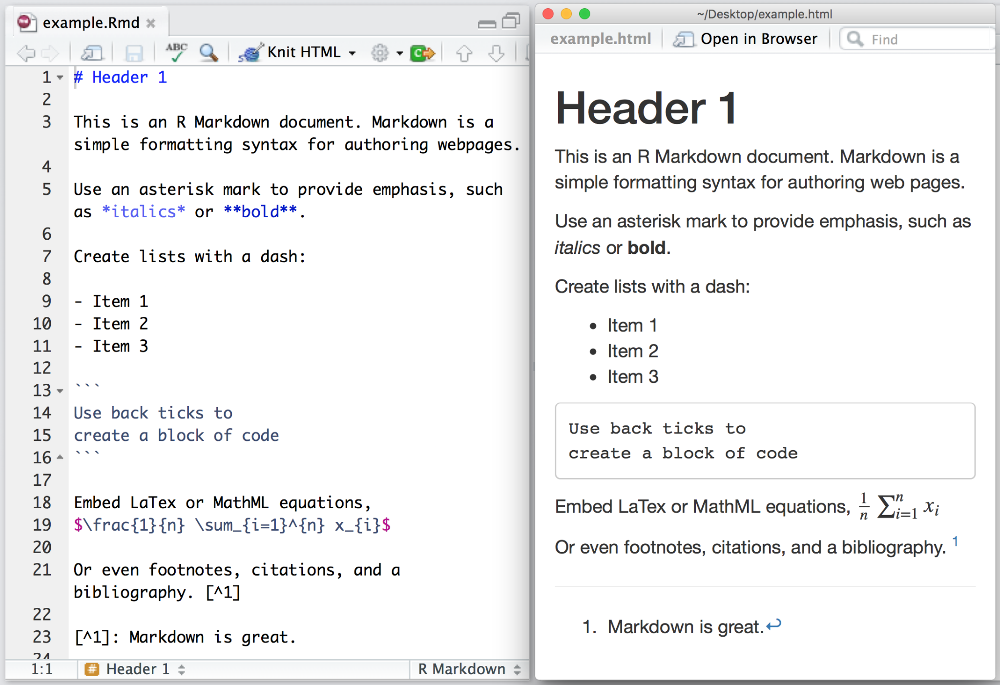 example.Rmd
ABC
Knit HTML
C
1 # Header 1
2
3 This is an R Markdown document. Markdown is a
simple formatting syntax for authoring webpages.
4
5 Use an asterisk mark to provide emphasis, such
as *italics* or **bold**.
6
7 Create lists with a dash:
8
9 - Item 1
10 - Item 2
11 - Item 3
12
13 ```
14 Use back ticks to
15 create a block of code
16 ```
17
18 Embed LaTex or MathML equations,
19 $\frac{1}{n} \sum_{i=1}^{n} x_{i}$
20
21 Or even footnotes, citations, and a
bibliography. [^1]
22
23 [^1]: Markdown is great.
24
1:1 # Header 1 R Markdown
~/Desktop/example.html
example.html Open in Browser Find
Header 1
This is an R Markdown document. Markdown is a
simple formatting syntax for authoring web pages.
Use an asterisk mark to provide emphasis, such as
italics or bold.
Create lists with a dash:
• Item 1
• Item 2
• Item 3
Use back ticks to
create a block of code
Embed LaTex or MathML equations, 1/n ∑ⁿᵢ₌₁ xᵢ
Or even footnotes, citations, and a bibliography. 1
1. Markdown is great.↩